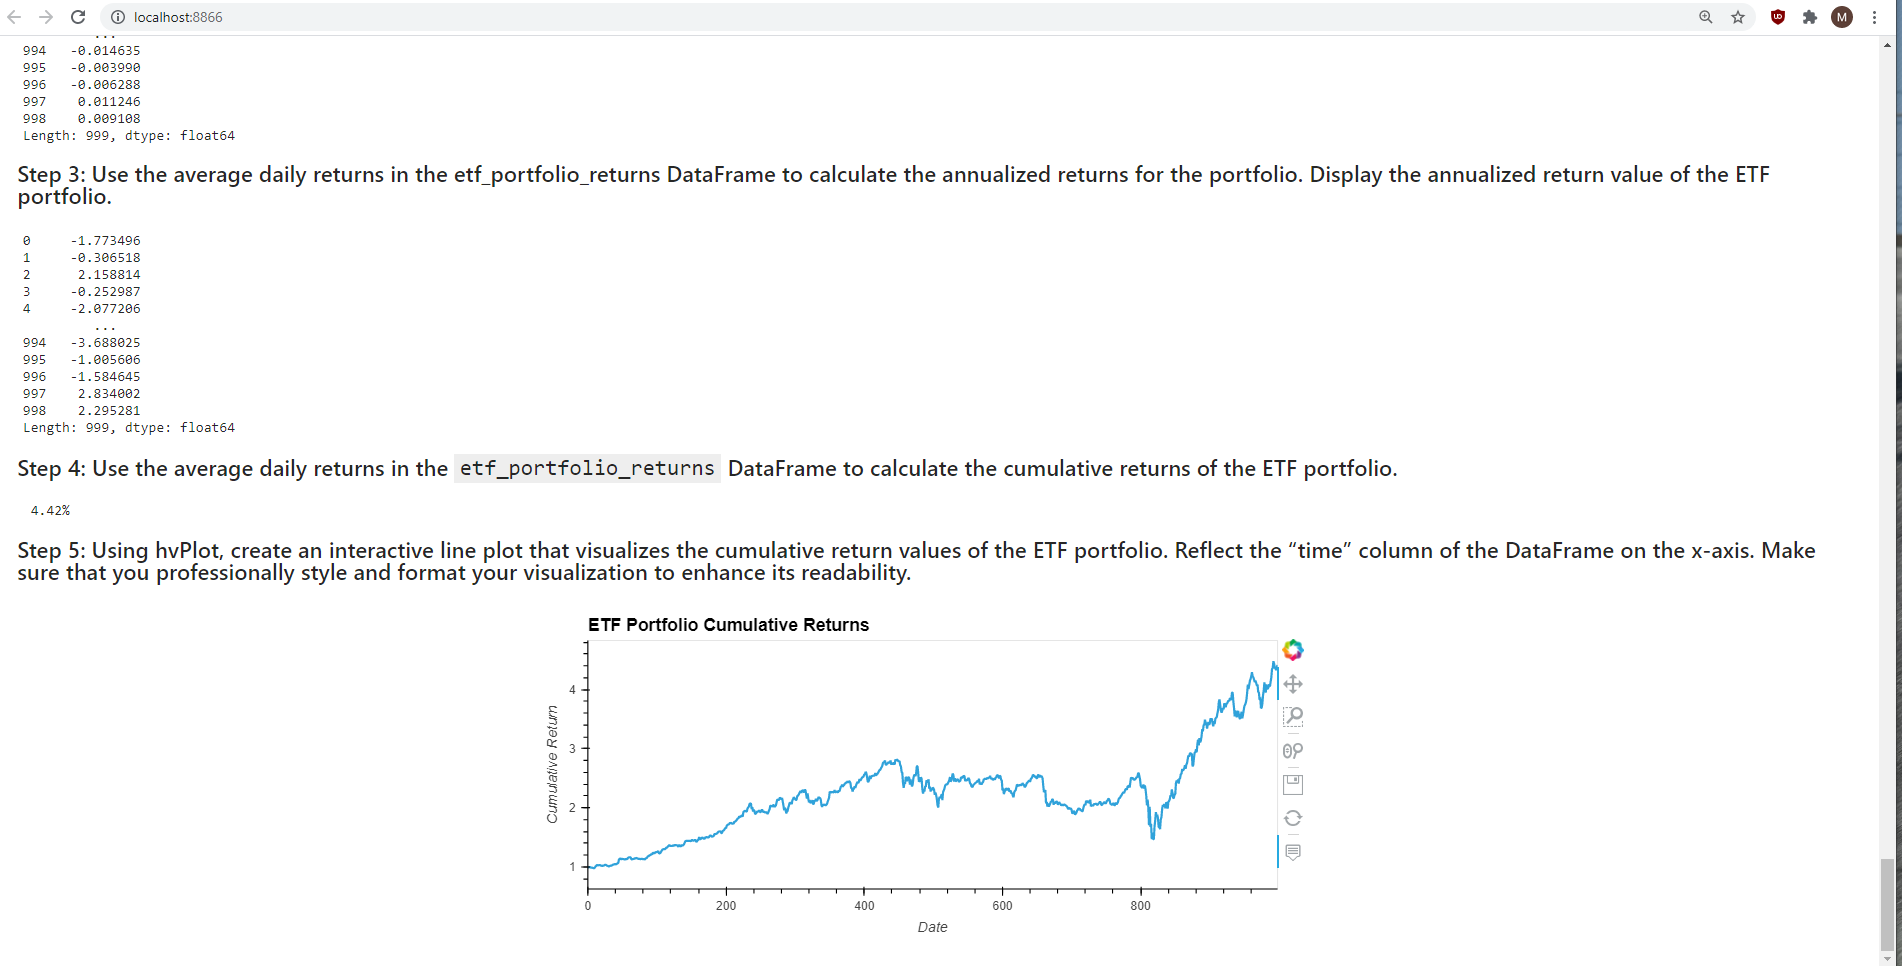 localhost:8866
M
...
994 -0.014635
995 -0.003990
996 -0.006288
997 0.011246
998 0.009108
Length: 999, dtype: float64
Step 3: Use the average daily returns in the etf_portfolio_returns DataFrame to calculate the annualized returns for the portfolio. Display the annualized return value of the ETF
portfolio.
0 -1.773496
1 -0.306518
2 2.158814
3 -0.252987
4 -2.077206
...
994 -3.688025
995 -1.005606
996 -1.584645
997 2.834002
998 2.295281
Length: 999, dtype: float64
Step 4: Use the average daily returns in the etf_portfolio_returns DataFrame to calculate the cumulative returns of the ETF portfolio.
4.42%
Step 5: Using hvPlot, create an interactive line plot that visualizes the cumulative return values of the ETF portfolio. Reflect the “time” column of the DataFrame on the x-axis. Make
sure that you professionally style and format your visualization to enhance its readability.
ETF Portfolio Cumulative Returns
Cumulative Return
4
3
2
1
0 200 400 600 800
Date